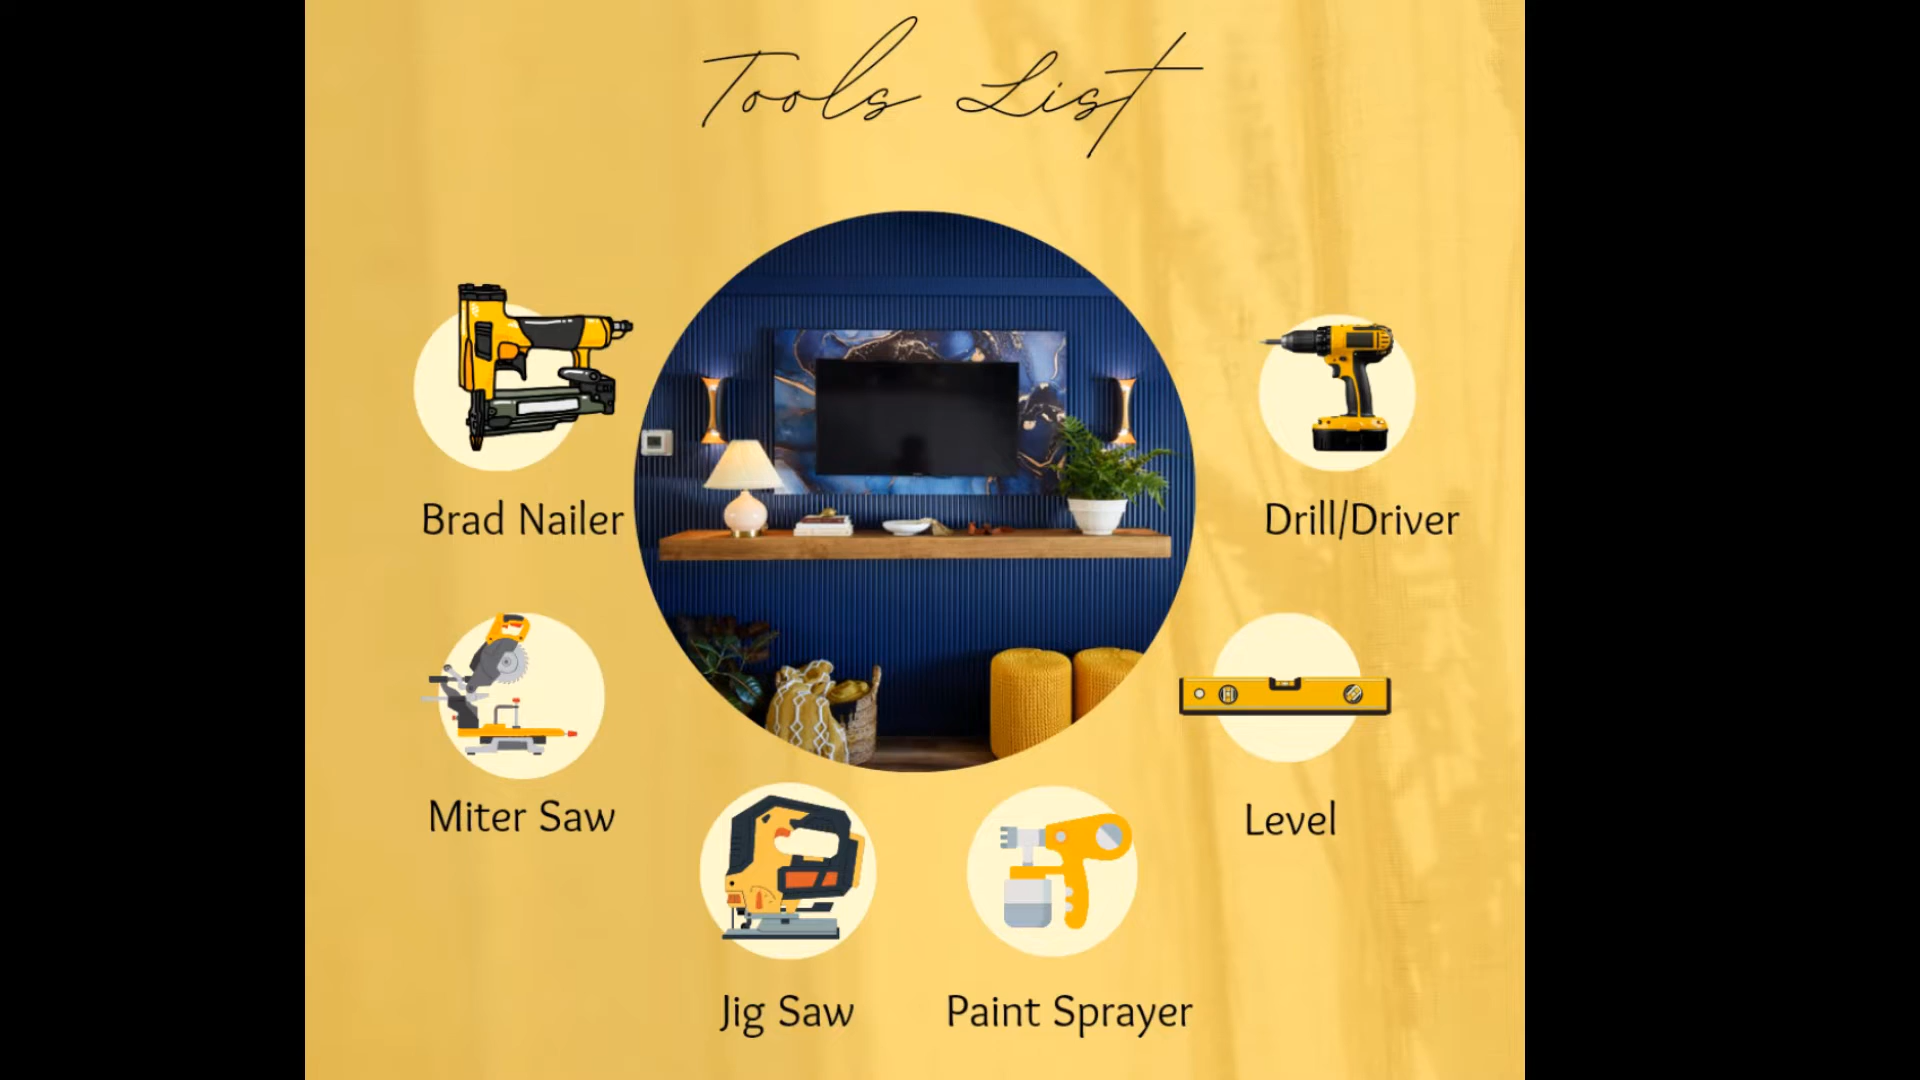 Tools List
Brad Nailer
Drill/Driver
Miter Saw
Level
Jig Saw
Paint Sprayer